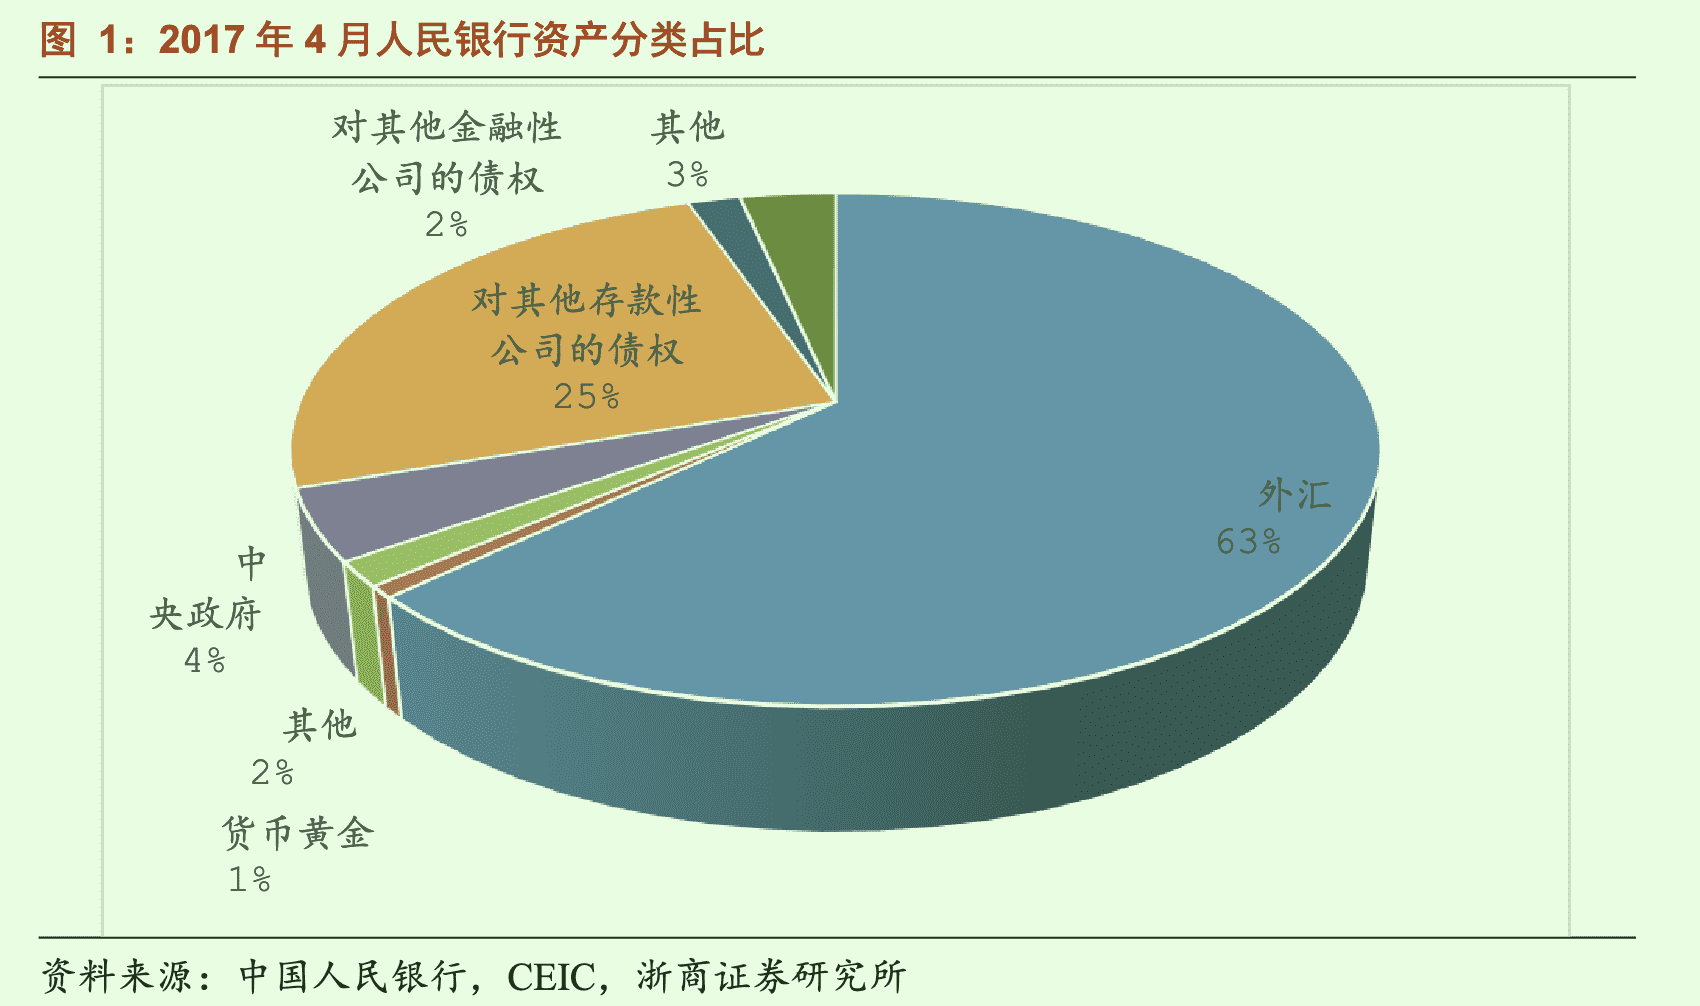 图 1：2017 年 4 月人民银行资产分类占比
对其他金融性
公司的债权
2%
其他
3%
对其他存款性
公司的债权
25%
外汇
63%
中
央政府
4%
其他
2%
货币黄金
1%
资料来源：中国人民银行，CEIC，浙商证券研究所